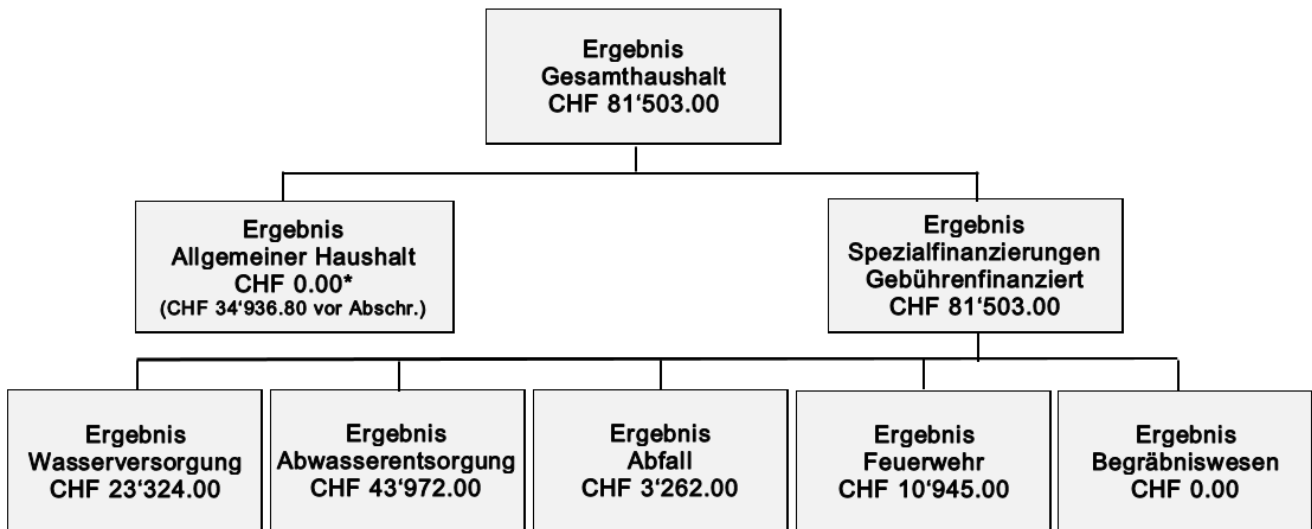 Ergebnis
Gesamthaushalt
CHF 81‘503.00
Ergebnis
Allgemeiner Haushalt
CHF 0.00*
(CHF 34‘936.80 vor Abschr.)
Ergebnis
Spezialfinanzierungen
Gebührenfinanziert
CHF 81‘503.00
Ergebnis
Wasserversorgung
CHF 23‘324.00
Ergebnis
Abwasserentsorgung
CHF 43‘972.00
Ergebnis
Abfall
CHF 3‘262.00
Ergebnis
Feuerwehr
CHF 10‘945.00
Ergebnis
Begräbniswesen
CHF 0.00